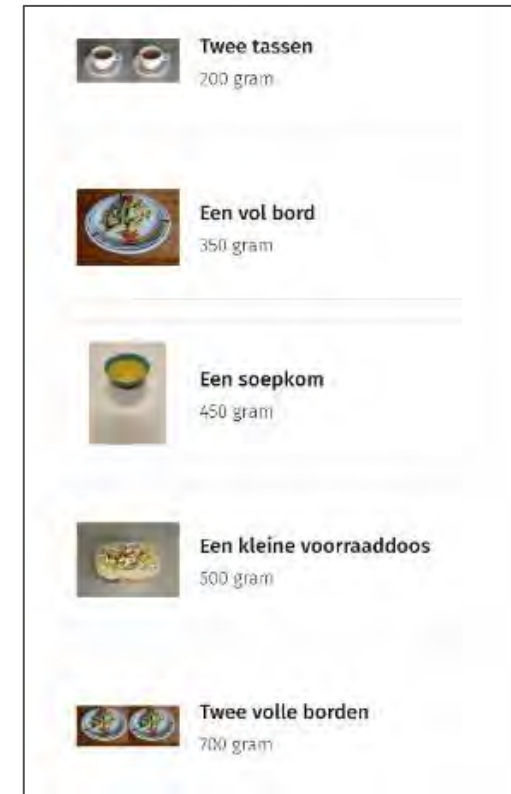 Twee tassen
200 gram
Een vol bord
350 gram
Een soepkom
450 gram
Een kleine voorraaddoos
500 gram
Twee volle borden
700 gram